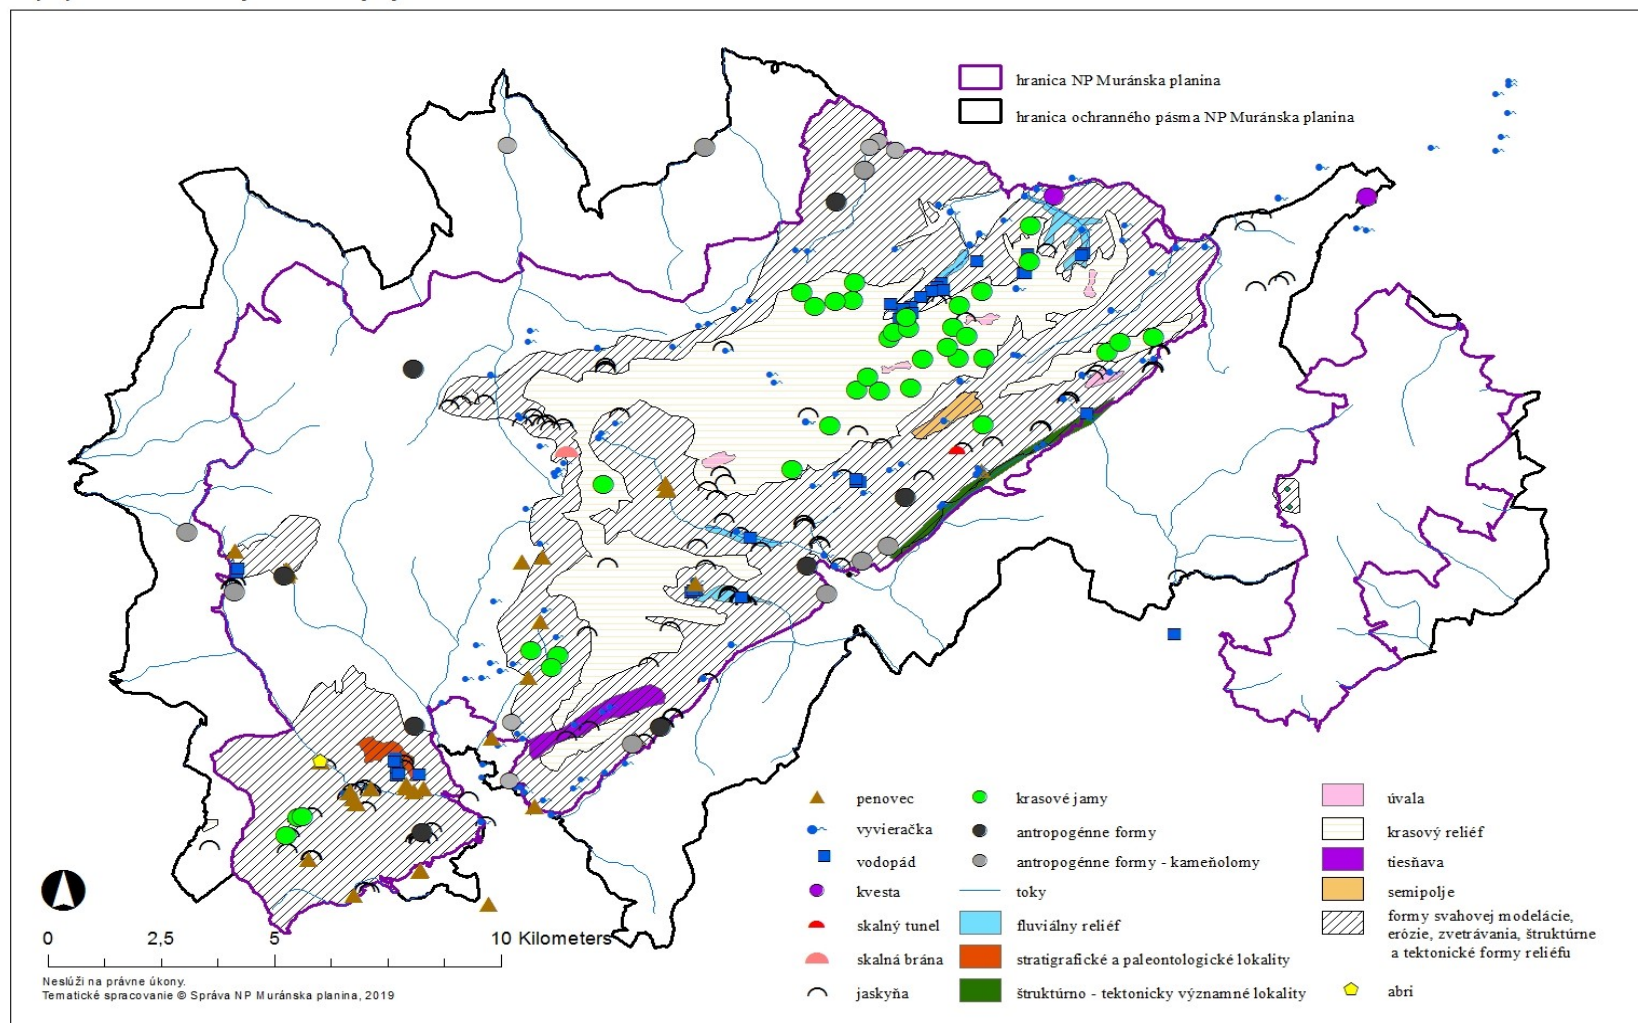 hranica NP Muránska planina
hranica ochranného pásma NP Muránska planina
penovec
vyvieračka
vodopád
kvesta
skalný tunel
skalná brána
jaskyňa
krasové jamy
antropogénne formy
antropogénne formy - kameňolomy
toky
fluviálny reliéf
stratigrafické a paleontologické lokality
štruktúrno - tektonicky významné lokality
úvala
krasový reliéf
tiesňava
semipolje
formy svahovej modelácie,
erózie, zvetrávania, štruktúrne
a tektonické formy reliéfu
abri
0 2,5 5 10 Kilometers
Neslúži na právne úkony.
Tematické spracovanie © Správa NP Muránska planina, 2019